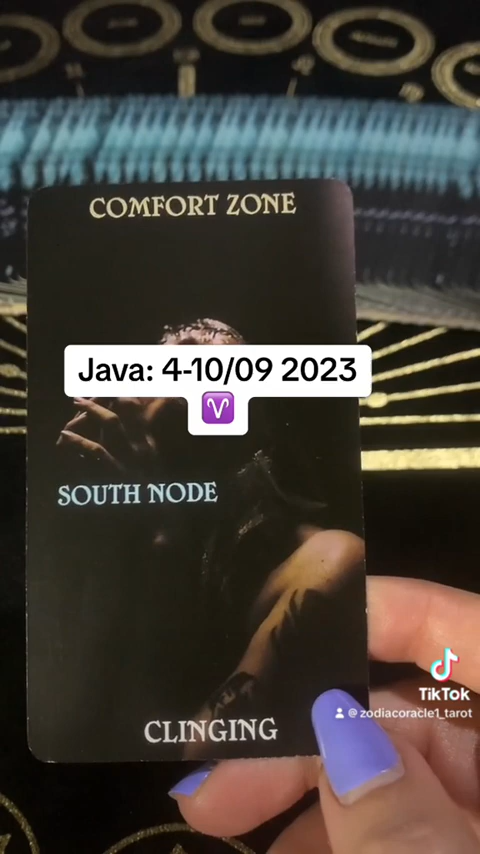 COMFORT ZONE
Java: 4-10/09 2023
♈
SOUTH NODE
CLINGING
TikTok
@zodiacoracle1_tarot